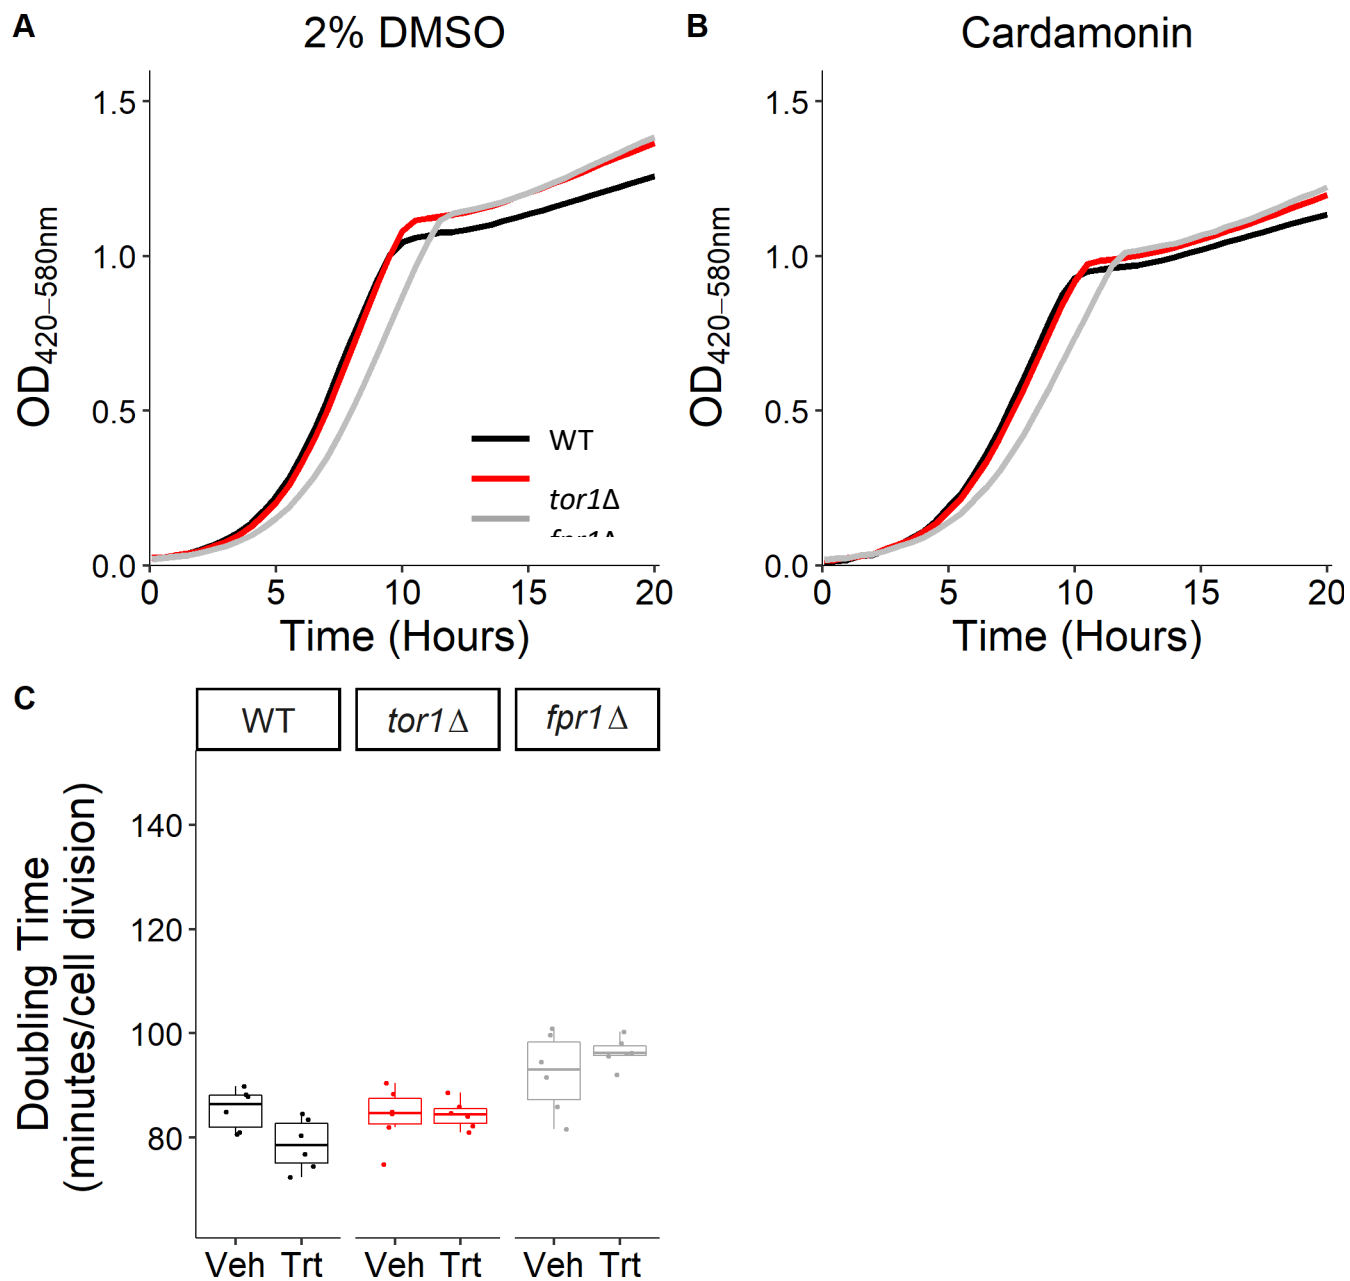 A
2% DMSO
B
Cardamonin
1.5
1.0
0.5
0.0
OD420–580nm
WT
tor1Δ
0
5
10
15
20
Time (Hours)
1.5
1.0
0.5
0.0
OD420–580nm
0
5
10
15
20
Time (Hours)
C
WT
tor1Δ
fpr1Δ
Doubling Time
(minutes/cell division)
140
120
100
80
Veh Trt
Veh Trt
Veh Trt